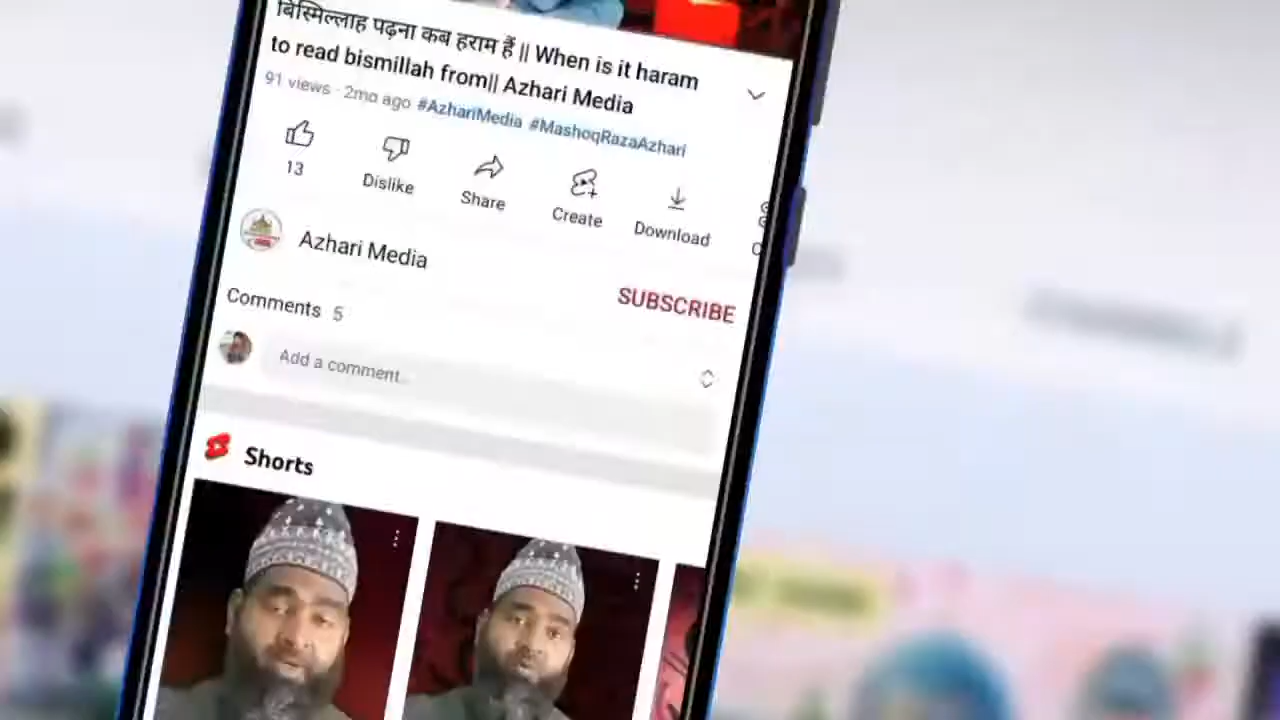 बिस्मिल्लाह पढ़ना कब हराम हैं || When is it haram
to read bismillah from|| Azhari Media
91 views · 2mo ago #AzhariMedia #MashoqRazaAzhari
13 Dislike Share Create Download
Azhari Media
SUBSCRIBE
Comments 5
Add a comment...
Shorts